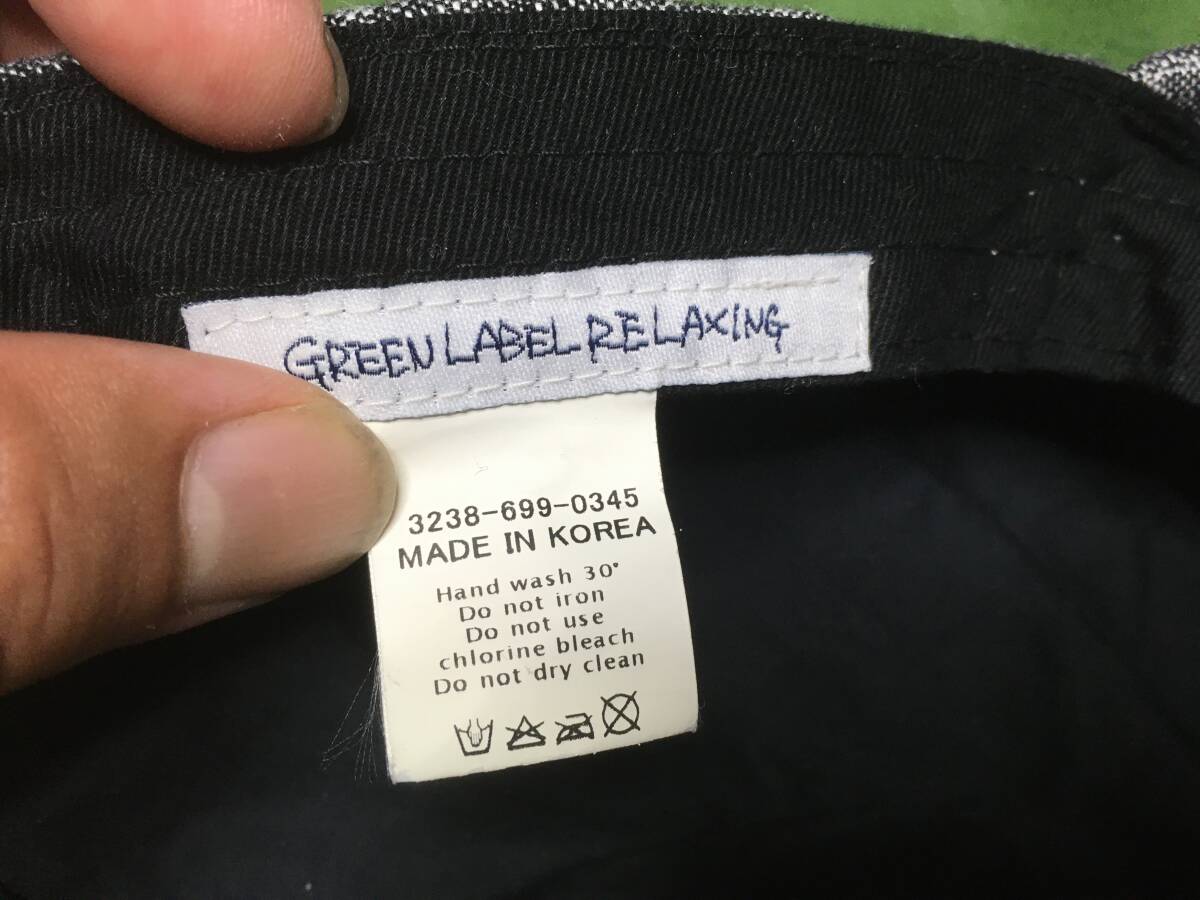 GREEN LABEL RELAXING
3238-699-0345
MADE IN KOREA
Hand wash 30°
Do not iron
Do not use
chlorine bleach
Do not dry clean